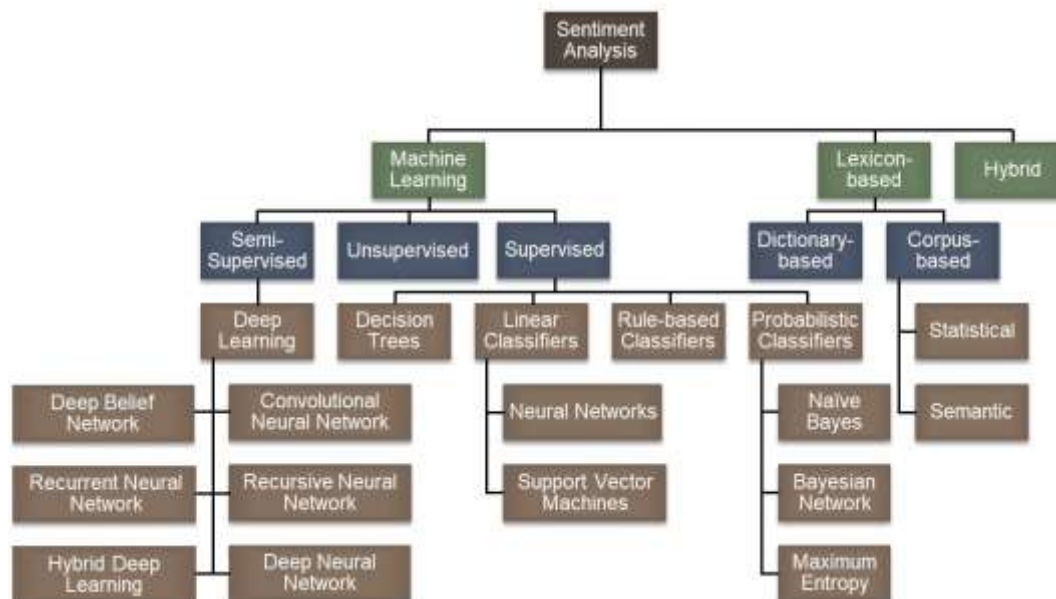 Sentiment
Analysis
Machine
Learning
Lexicon-
based
Hybrid
Semi-
Supervised
Unsupervised
Supervised
Dictionary-
based
Corpus-
based
Deep
Learning
Decision
Trees
Linear
Classifiers
Rule-based
Classifiers
Probabilistic
Classifiers
Statistical
Deep Belief
Network
Convolutional
Neural Network
Neural Networks
Naïve
Bayes
Semantic
Recurrent Neural
Network
Recursive Neural
Network
Support Vector
Machines
Bayesian
Network
Hybrid Deep
Learning
Deep Neural
Network
Maximum
Entropy